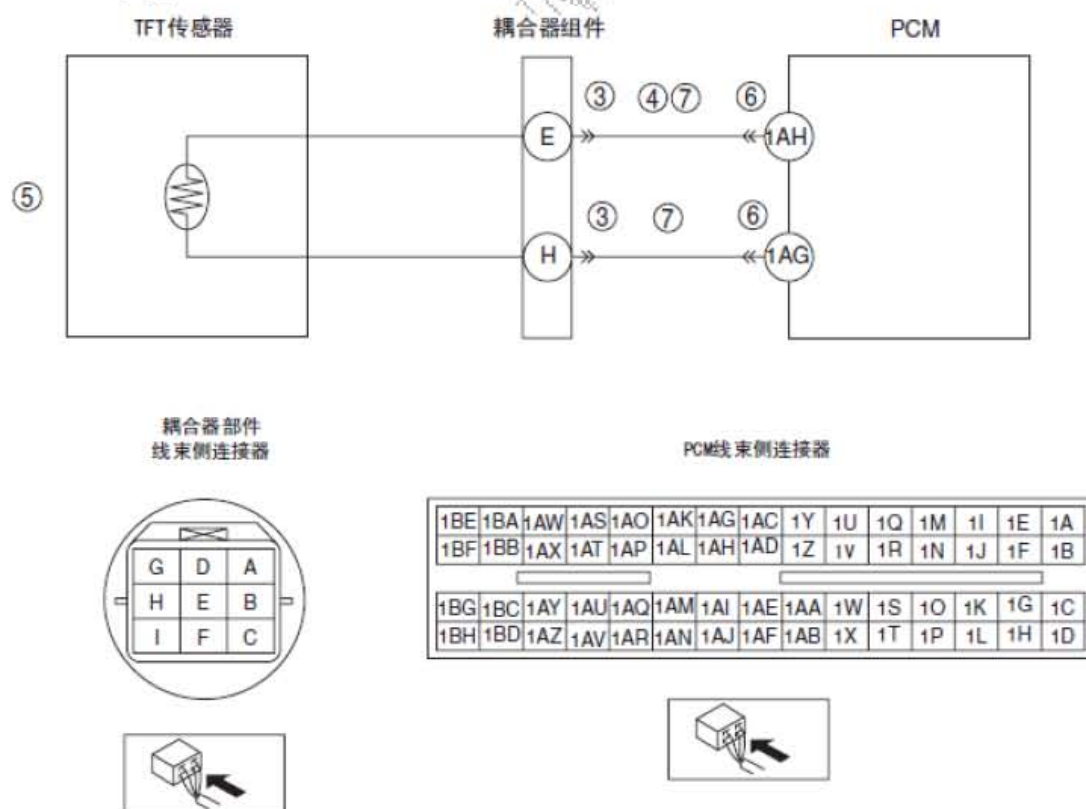 TFT传感器 耦合器组件 PCM
③ ④⑦ ⑥
E 1AH
⑤
③ ⑦ ⑥
H 1AG
耦合器部件
线束侧连接器
PCM线束侧连接器
G D A
H E B
I F C
1BE 1BA 1AW 1AS 1AO 1AK 1AG 1AC 1Y 1U 1Q 1M 1I 1E 1A
1BF 1BB 1AX 1AT 1AP 1AL 1AH 1AD 1Z 1V 1R 1N 1J 1F 1B
1BG 1BC 1AY 1AU 1AQ 1AM 1AI 1AE 1AA 1W 1S 1O 1K 1G 1C
1BH 1BD 1AZ 1AV 1AR 1AN 1AJ 1AF 1AB 1X 1T 1P 1L 1H 1D